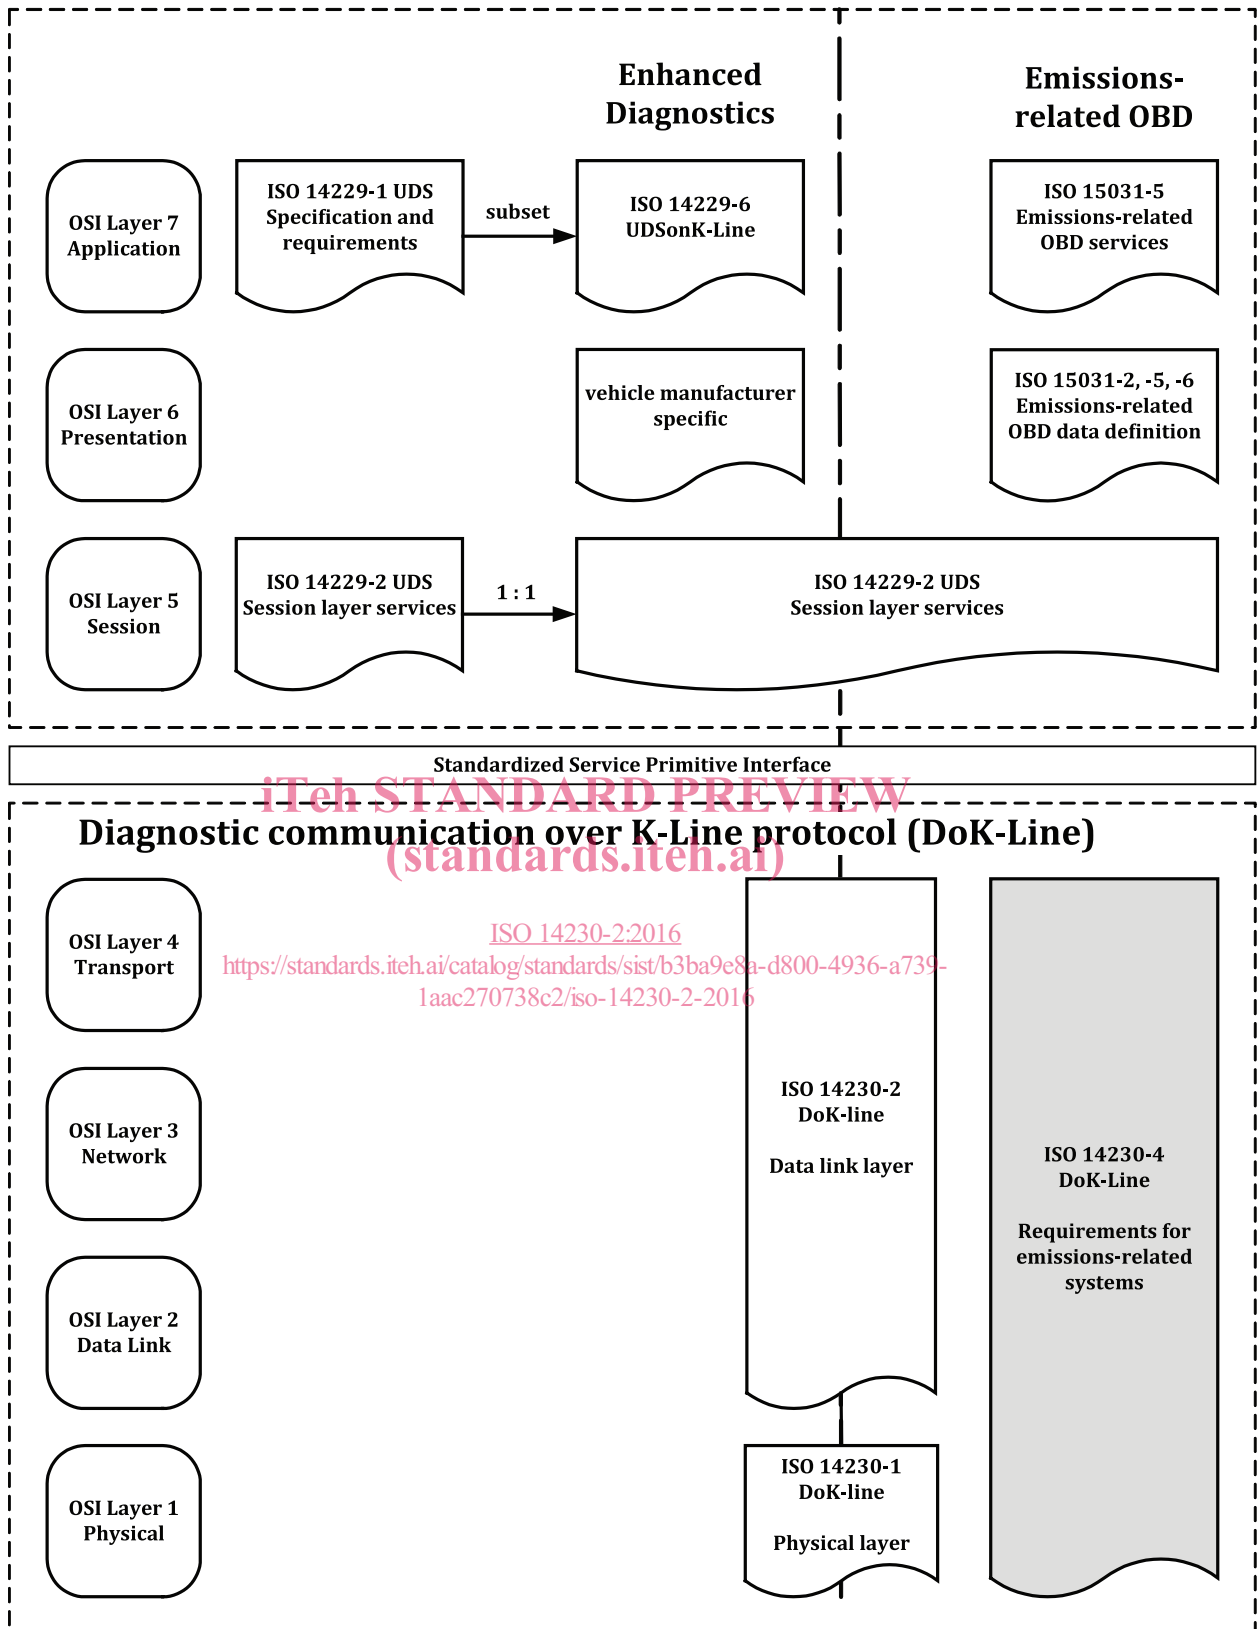 Enhanced
Diagnostics
Emissions-
related OBD
OSI Layer 7
Application
ISO 14229-1 UDS
Specification and
requirements
subset
ISO 14229-6
UDSonK-Line
ISO 15031-5
Emissions-related
OBD services
OSI Layer 6
Presentation
vehicle manufacturer
specific
ISO 15031-2, -5, -6
Emissions-related
OBD data definition
OSI Layer 5
Session
ISO 14229-2 UDS
Session layer services
1 : 1
ISO 14229-2 UDS
Session layer services
Standardized Service Primitive Interface
iTeh STANDARD PREVIEW
Diagnostic communication over K-Line protocol (DoK-Line)
(standards.iteh.ai)
OSI Layer 4
Transport
ISO 14230-2:2016
https://standards.iteh.ai/catalog/standards/sist/b3ba9e8a-d800-4936-a739-
1aac270738c2/iso-14230-2-2016
OSI Layer 3
Network
ISO 14230-2
DoK-line
Data link layer
ISO 14230-4
DoK-Line
Requirements for
emissions-related
systems
OSI Layer 2
Data Link
OSI Layer 1
Physical
ISO 14230-1
DoK-line
Physical layer